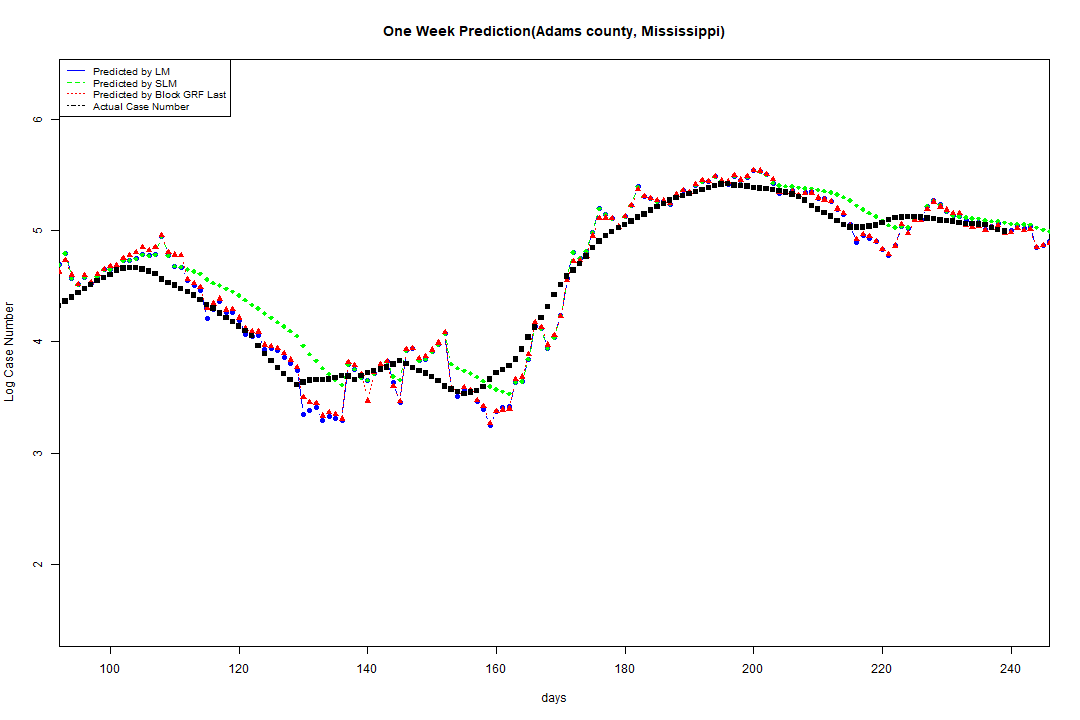 One Week Prediction(Adams county, Mississippi)
Predicted by LM
Predicted by SLM
Predicted by Block GRF Last
Actual Case Number
Log Case Number
6
5
4
3
2
100 120 140 160 180 200 220 240
days